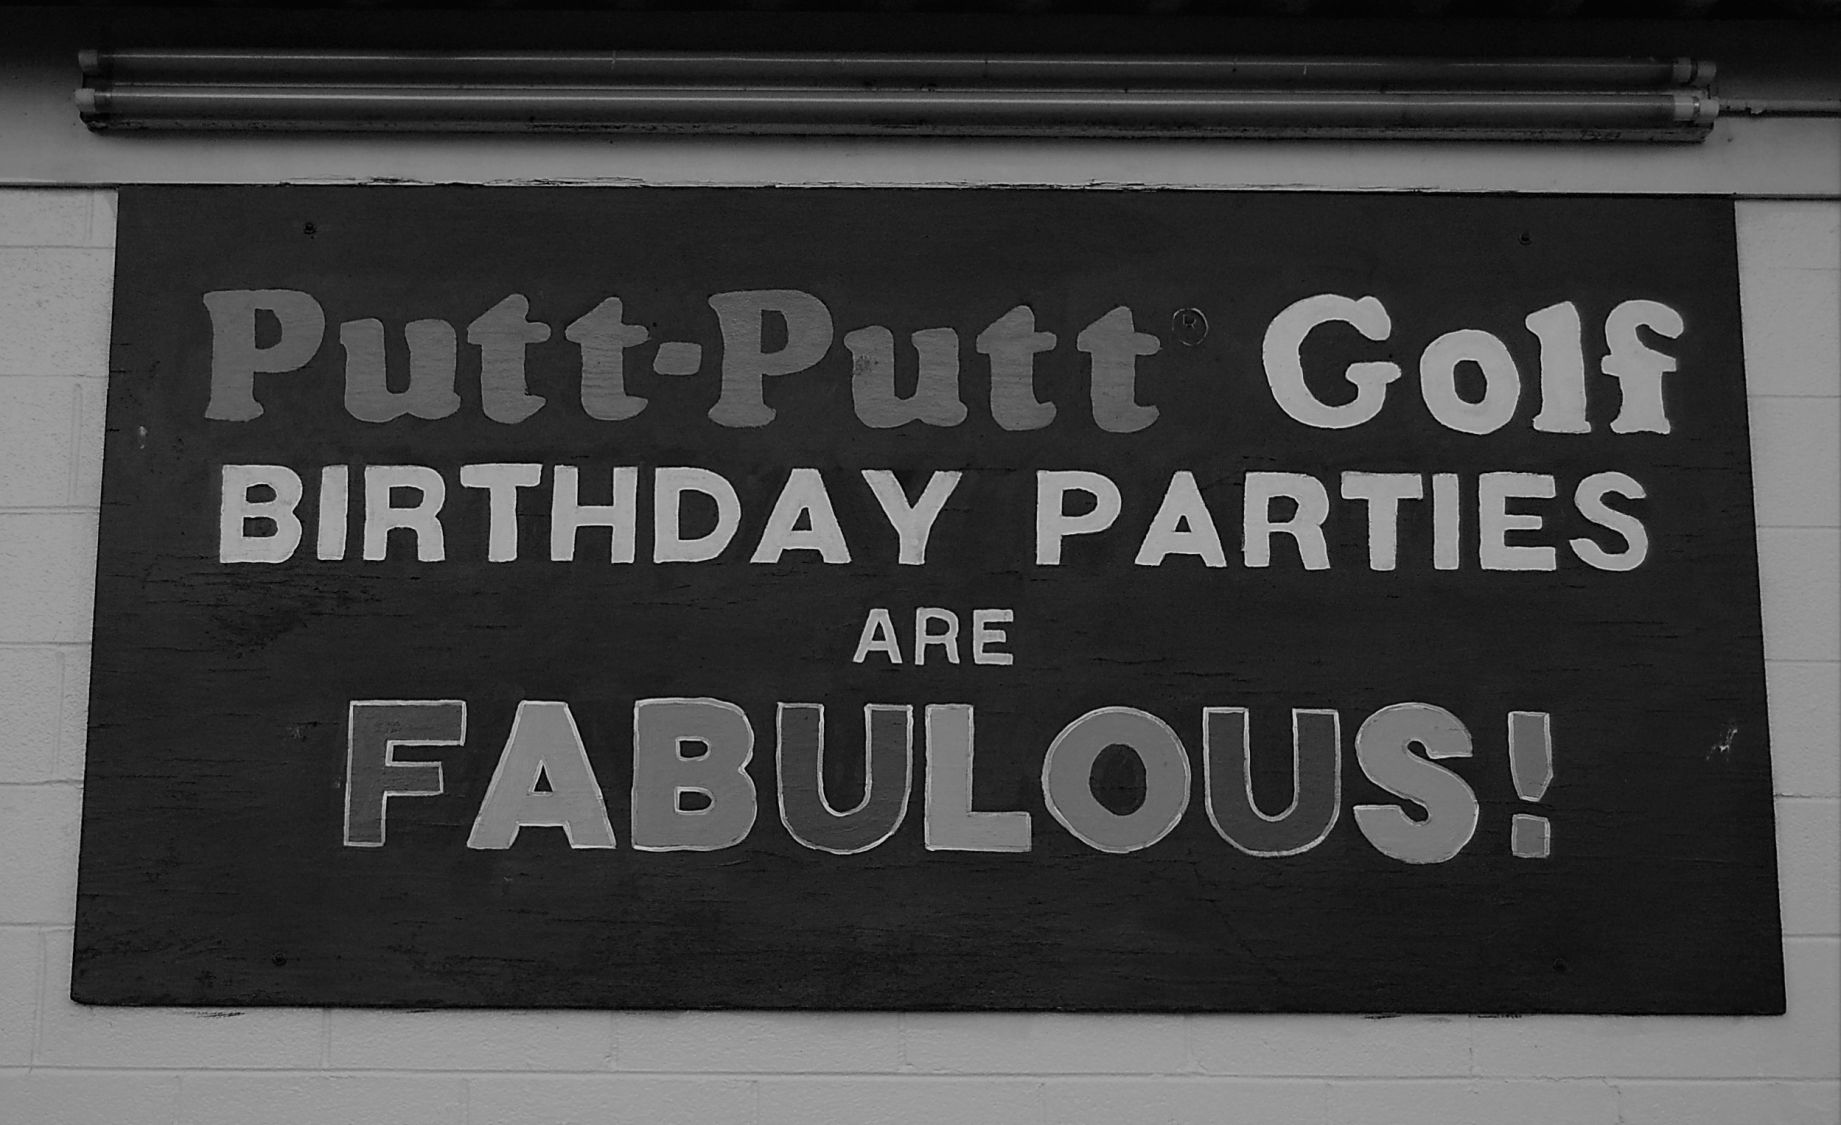 Putt-Putt® Golf
BIRTHDAY PARTIES
ARE
FABULOUS!